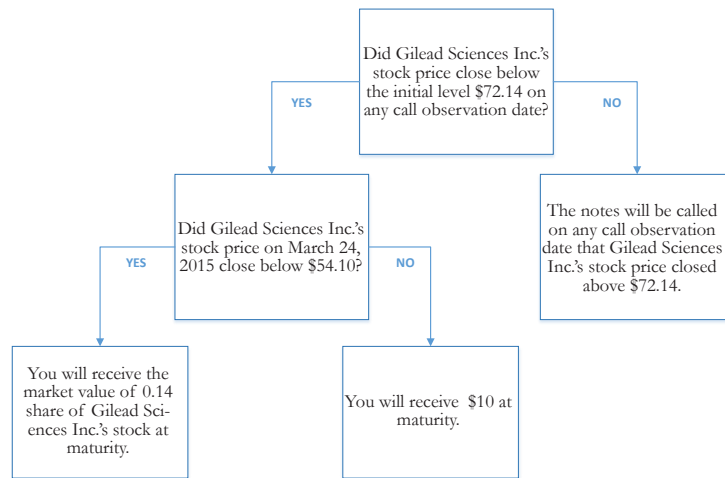 Did Gilead Sciences Inc.'s
stock price close below
the initial level $72.14 on
any call observation date?
YES
NO
Did Gilead Sciences Inc.'s
stock price on March 24,
2015 close below $54.10?
The notes will be called
on any call observation
date that Gilead Sciences
Inc.'s stock price closed
above $72.14.
YES
NO
You will receive the
market value of 0.14
share of Gilead Sci-
ences Inc.'s stock at
maturity.
You will receive $10 at
maturity.